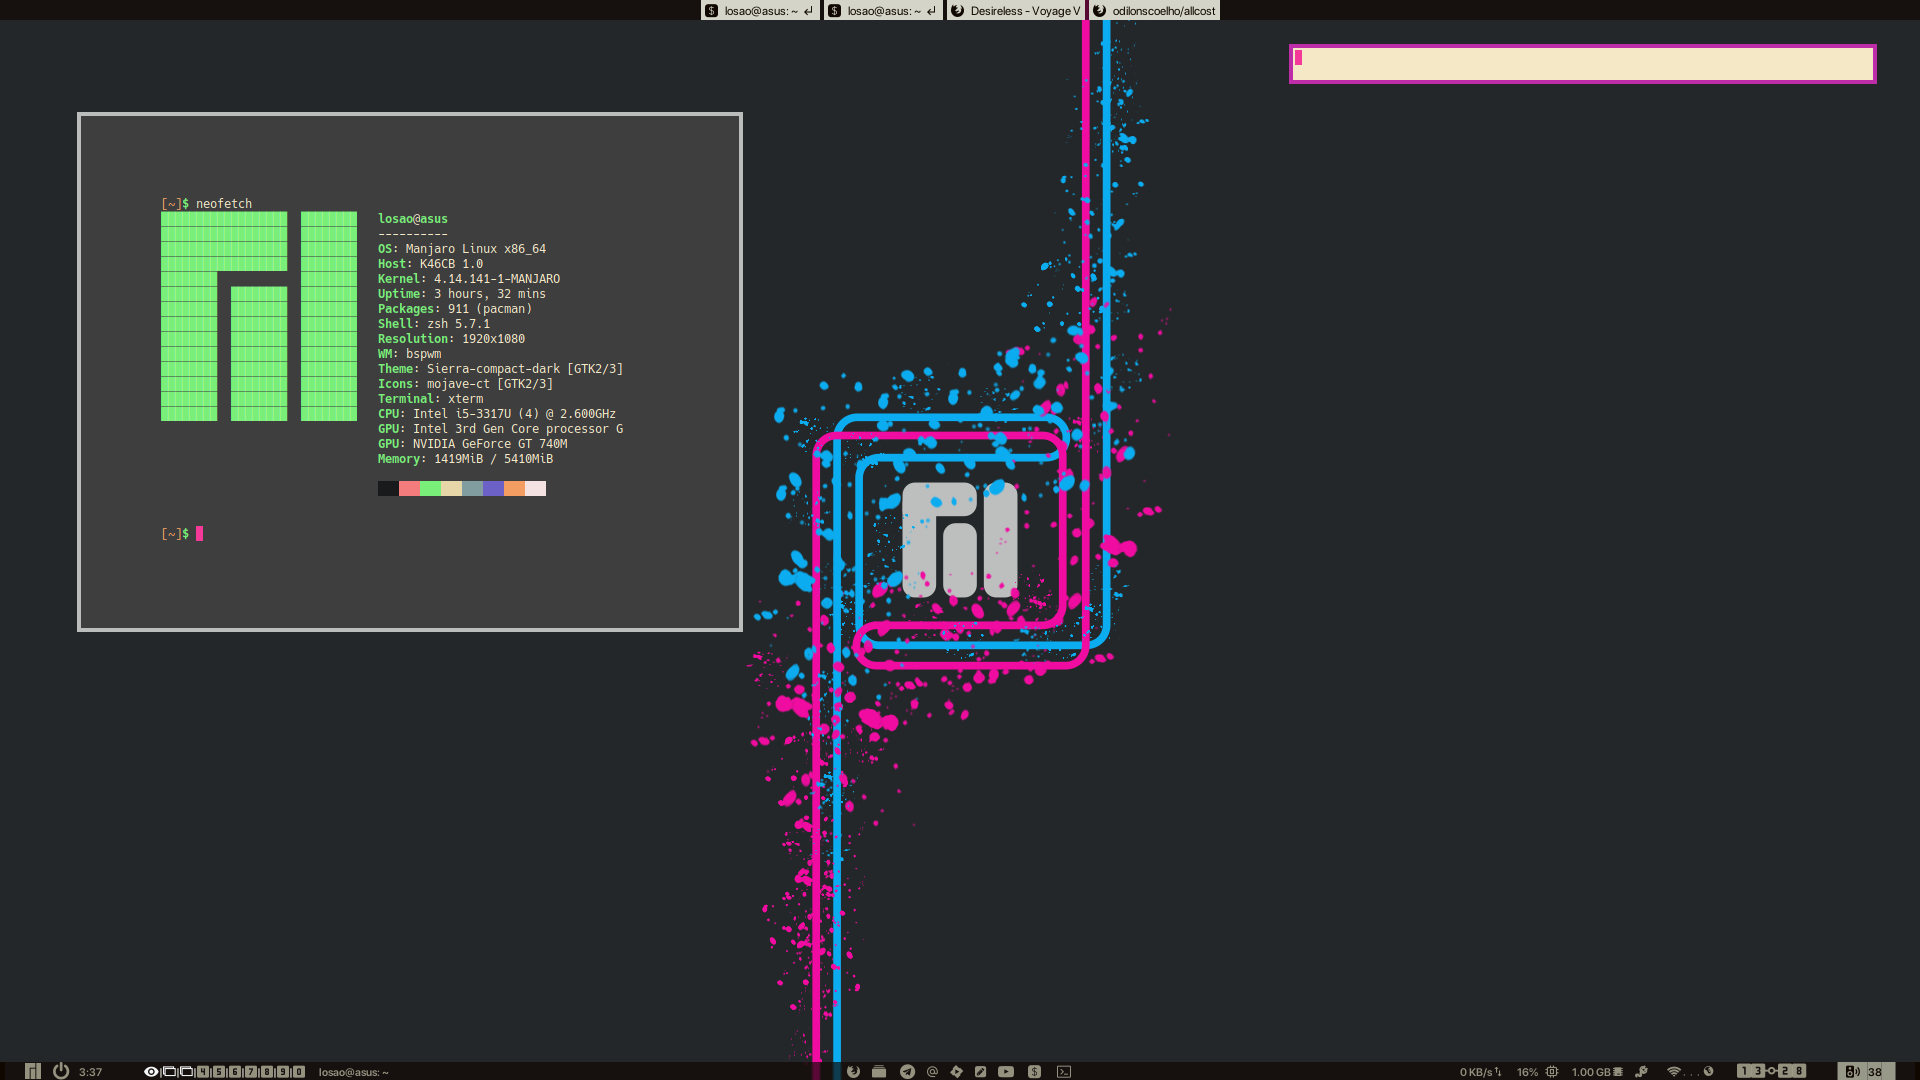 losao@asus: ~
losao@asus: ~
Desireless - Voyage V
odilonscoelho/allcost
[~]$ neofetch
losao@asus
----------
OS: Manjaro Linux x86_64
Host: K46CB 1.0
Kernel: 4.14.141-1-MANJARO
Uptime: 3 hours, 32 mins
Packages: 911 (pacman)
Shell: zsh 5.7.1
Resolution: 1920x1080
WM: bspwm
Theme: Sierra-compact-dark [GTK2/3]
Icons: mojave-ct [GTK2/3]
Terminal: xterm
CPU: Intel i5-3317U (4) @ 2.600GHz
GPU: Intel 3rd Gen Core processor G
GPU: NVIDIA GeForce GT 740M
Memory: 1419MiB / 5410MiB
[~]$
3:37
4 5 6 7 8 9 0
losao@asus: ~
0 KB/s
16%
1.00 GB
. . .
13 28
38